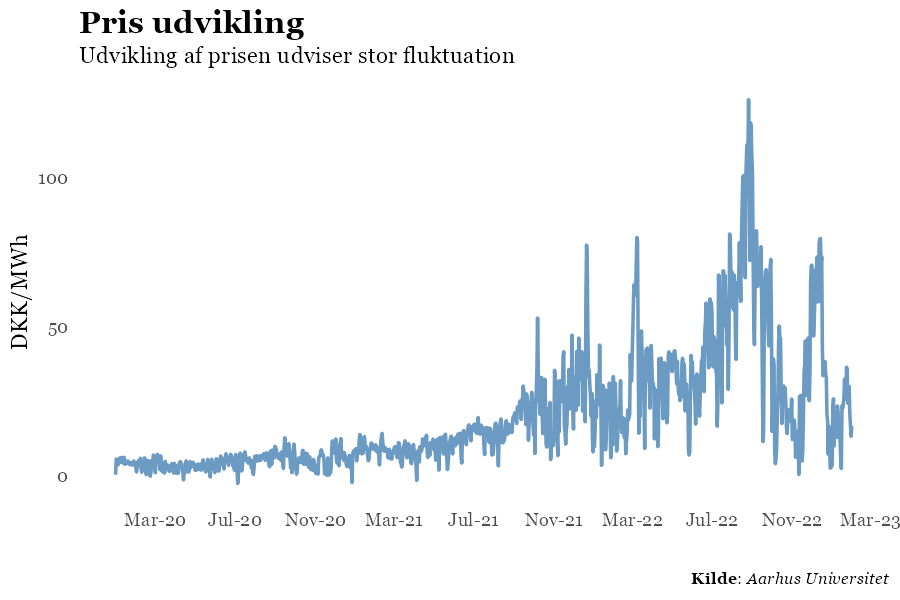 Pris udvikling
Udvikling af prisen udviser stor fluktuation
DKK/MWh
100
50
0
Mar-20 Jul-20 Nov-20 Mar-21 Jul-21 Nov-21 Mar-22 Jul-22 Nov-22 Mar-23
Kilde: Aarhus Universitet